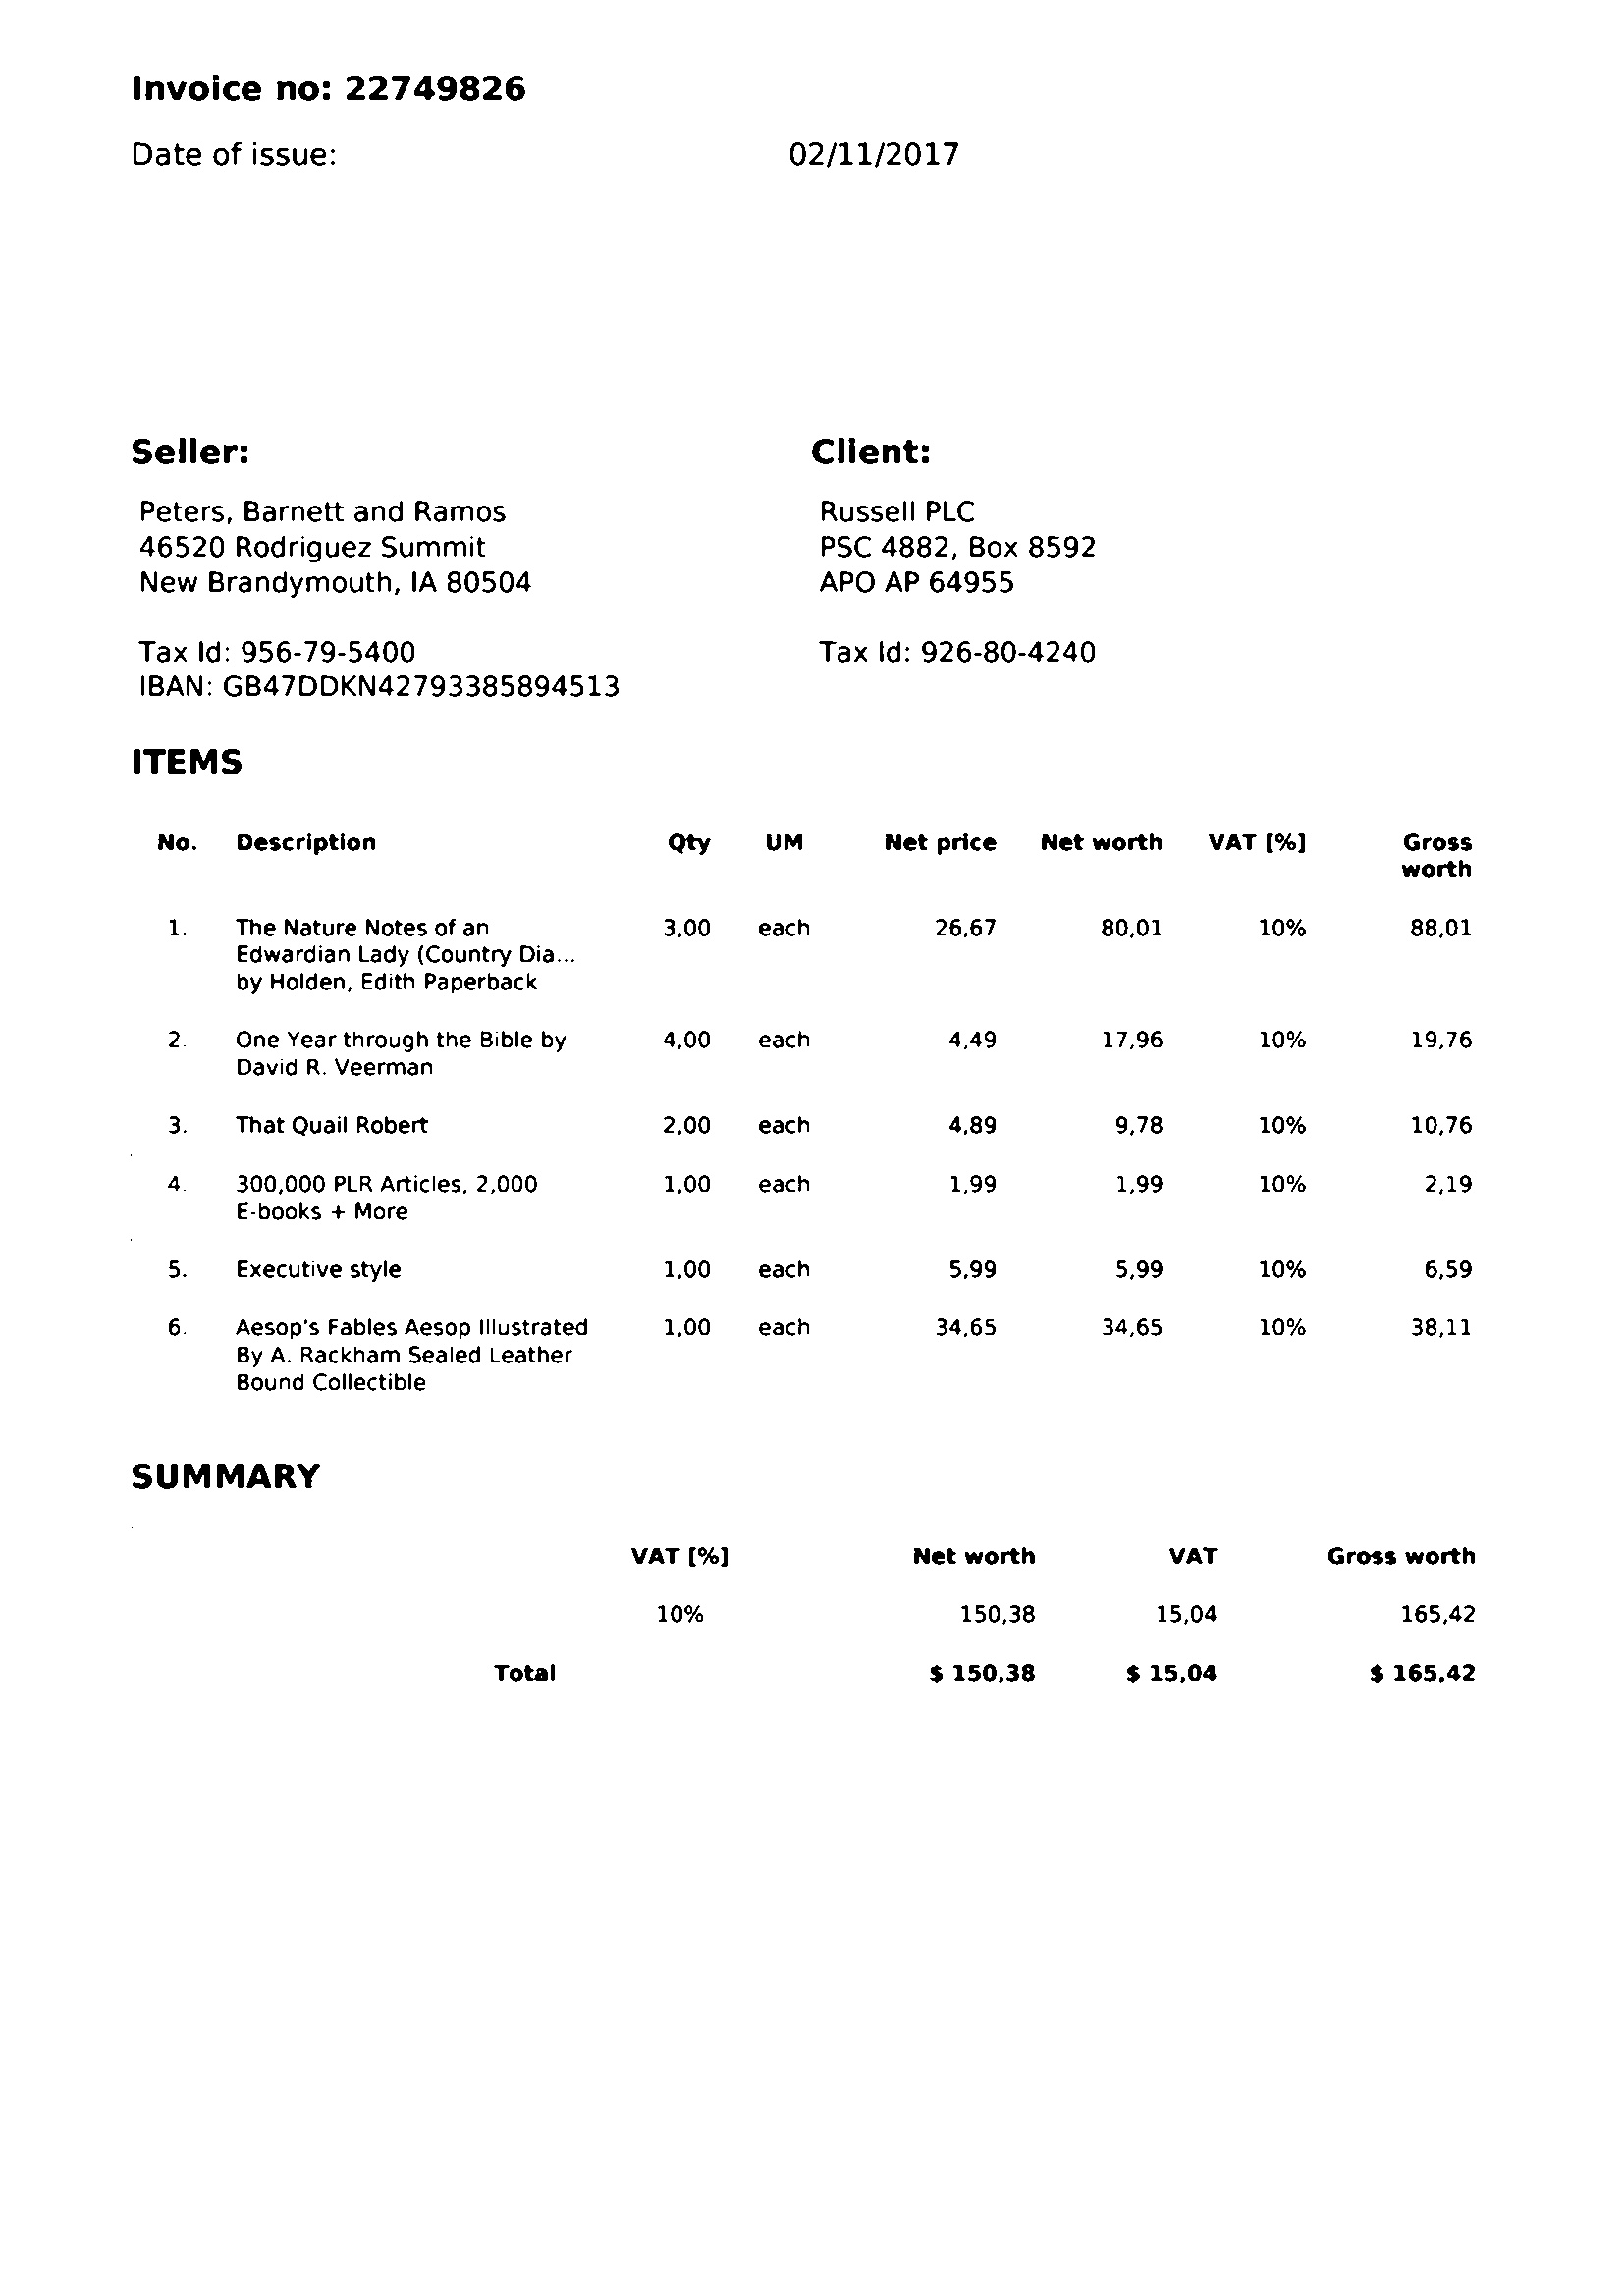 Invoice no: 22749826
Date of issue: 02/11/2017
Seller:
Peters, Barnett and Ramos
46520 Rodriguez Summit
New Brandymouth, IA 80504
Tax Id: 956-79-5400
IBAN: GB47DDKN42793385894513
Client:
Russell PLC
PSC 4882, Box 8592
APO AP 64955
Tax Id: 926-80-4240
ITEMS
No. Description Qty UM Net price Net worth VAT [%] Gross
worth
1. The Nature Notes of an 3,00 each 26,67 80,01 10% 88,01
Edwardian Lady (Country Dia...
by Holden, Edith Paperback
2. One Year through the Bible by 4,00 each 4,49 17,96 10% 19,76
David R. Veerman
3. That Quail Robert 2,00 each 4,89 9,78 10% 10,76
4. 300,000 PLR Articles, 2,000 1,00 each 1,99 1,99 10% 2,19
E-books + More
5. Executive style 1,00 each 5,99 5,99 10% 6,59
6. Aesop's Fables Aesop Illustrated 1,00 each 34,65 34,65 10% 38,11
By A. Rackham Sealed Leather
Bound Collectible
SUMMARY
VAT [%] Net worth VAT Gross worth
10% 150,38 15,04 165,42
Total $ 150,38 $ 15,04 $ 165,42